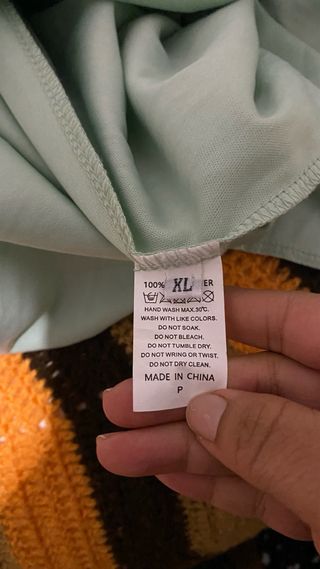 100% XL ER
HAND WASH MAX.30℃.
WASH WITH LIKE COLORS.
DO NOT SOAK.
DO NOT BLEACH.
DO NOT TUMBLE DRY.
DO NOT WRING OR TWIST.
DO NOT DRY CLEAN.
MADE IN CHINA
P